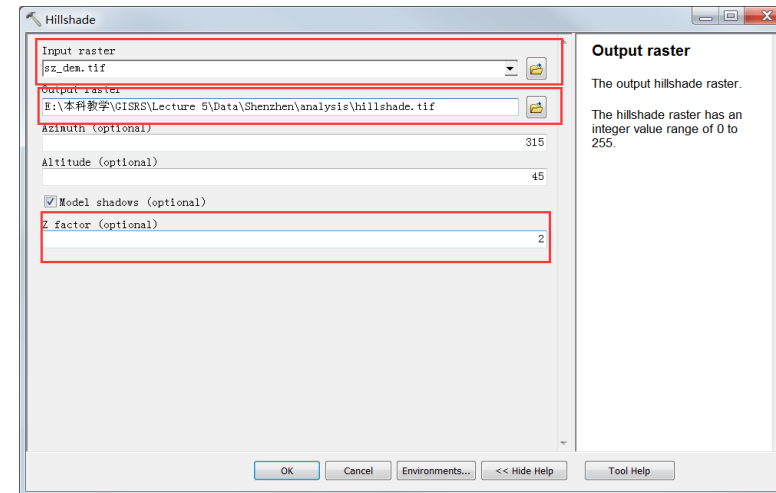 Hillshade
Input raster
sz_dem.tif
Output raster
E:\本科教学\GISRS\Lecture 5\Data\Shenzhen\analysis\hillshade.tif
Azimuth (optional)
315
Altitude (optional)
45
Model shadows (optional)
Z factor (optional)
2
OK
Cancel
Environments...
<< Hide Help
Output raster
The output hillshade raster.
The hillshade raster has an
integer value range of 0 to
255.
Tool Help